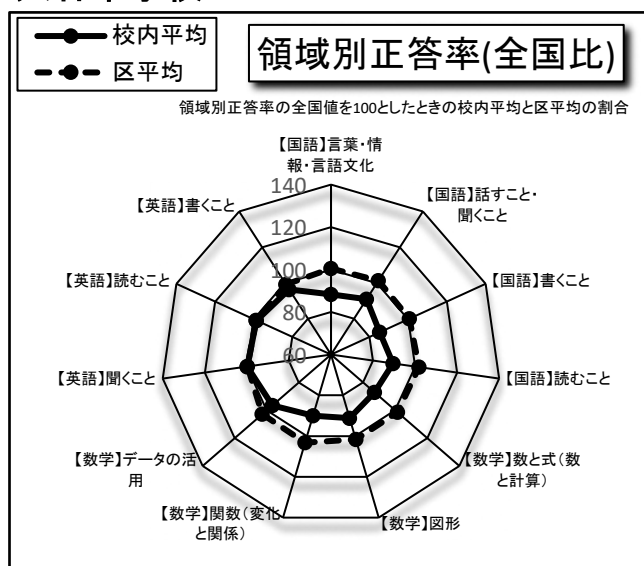 校内平均
区平均
領域別正答率(全国比)
領域別正答率の全国値を100としたときの校内平均と区平均の割合
【国語】言葉・情
報・言語文化
【国語】話すこと・
聞くこと
【国語】書くこと
【国語】読むこと
【数学】数と式(数
と計算)
【数学】図形
【数学】関数(変化
と関係)
【数学】データの活
用
【英語】聞くこと
【英語】読むこと
【英語】書くこと
140
120
100
80
60